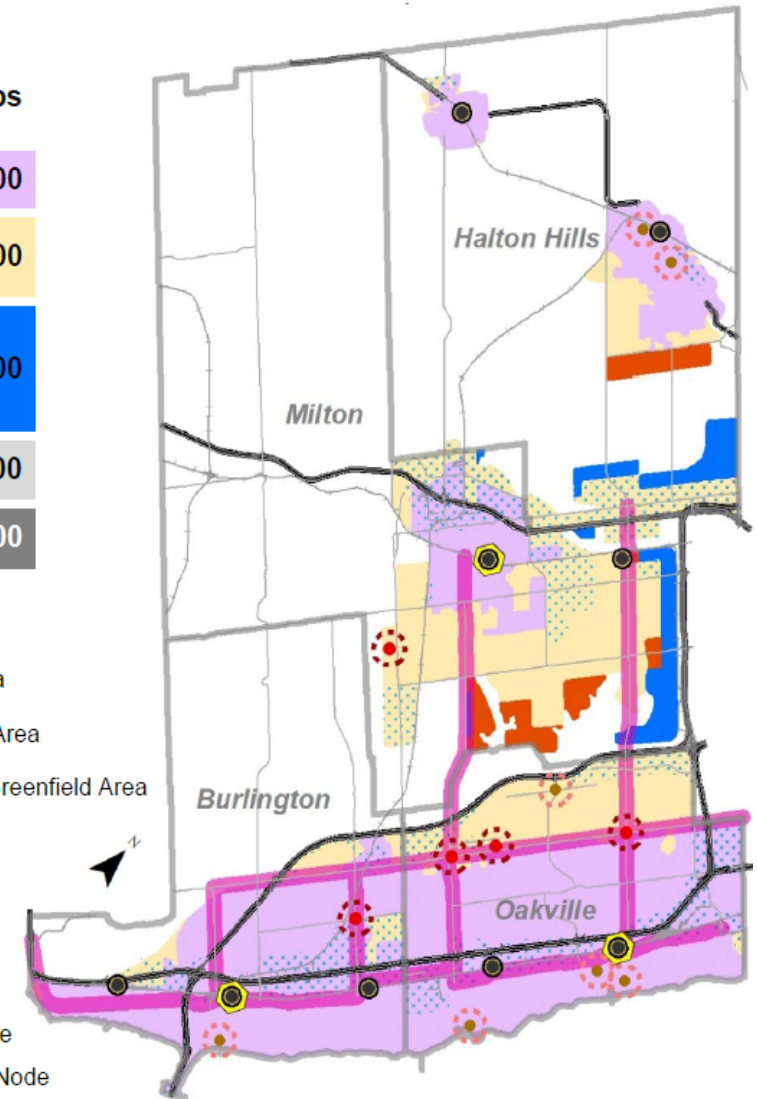 os
00
00
00
00
00
a
Area
reenfield Area
e
Node
Halton Hills
Milton
Burlington
N
Oakville